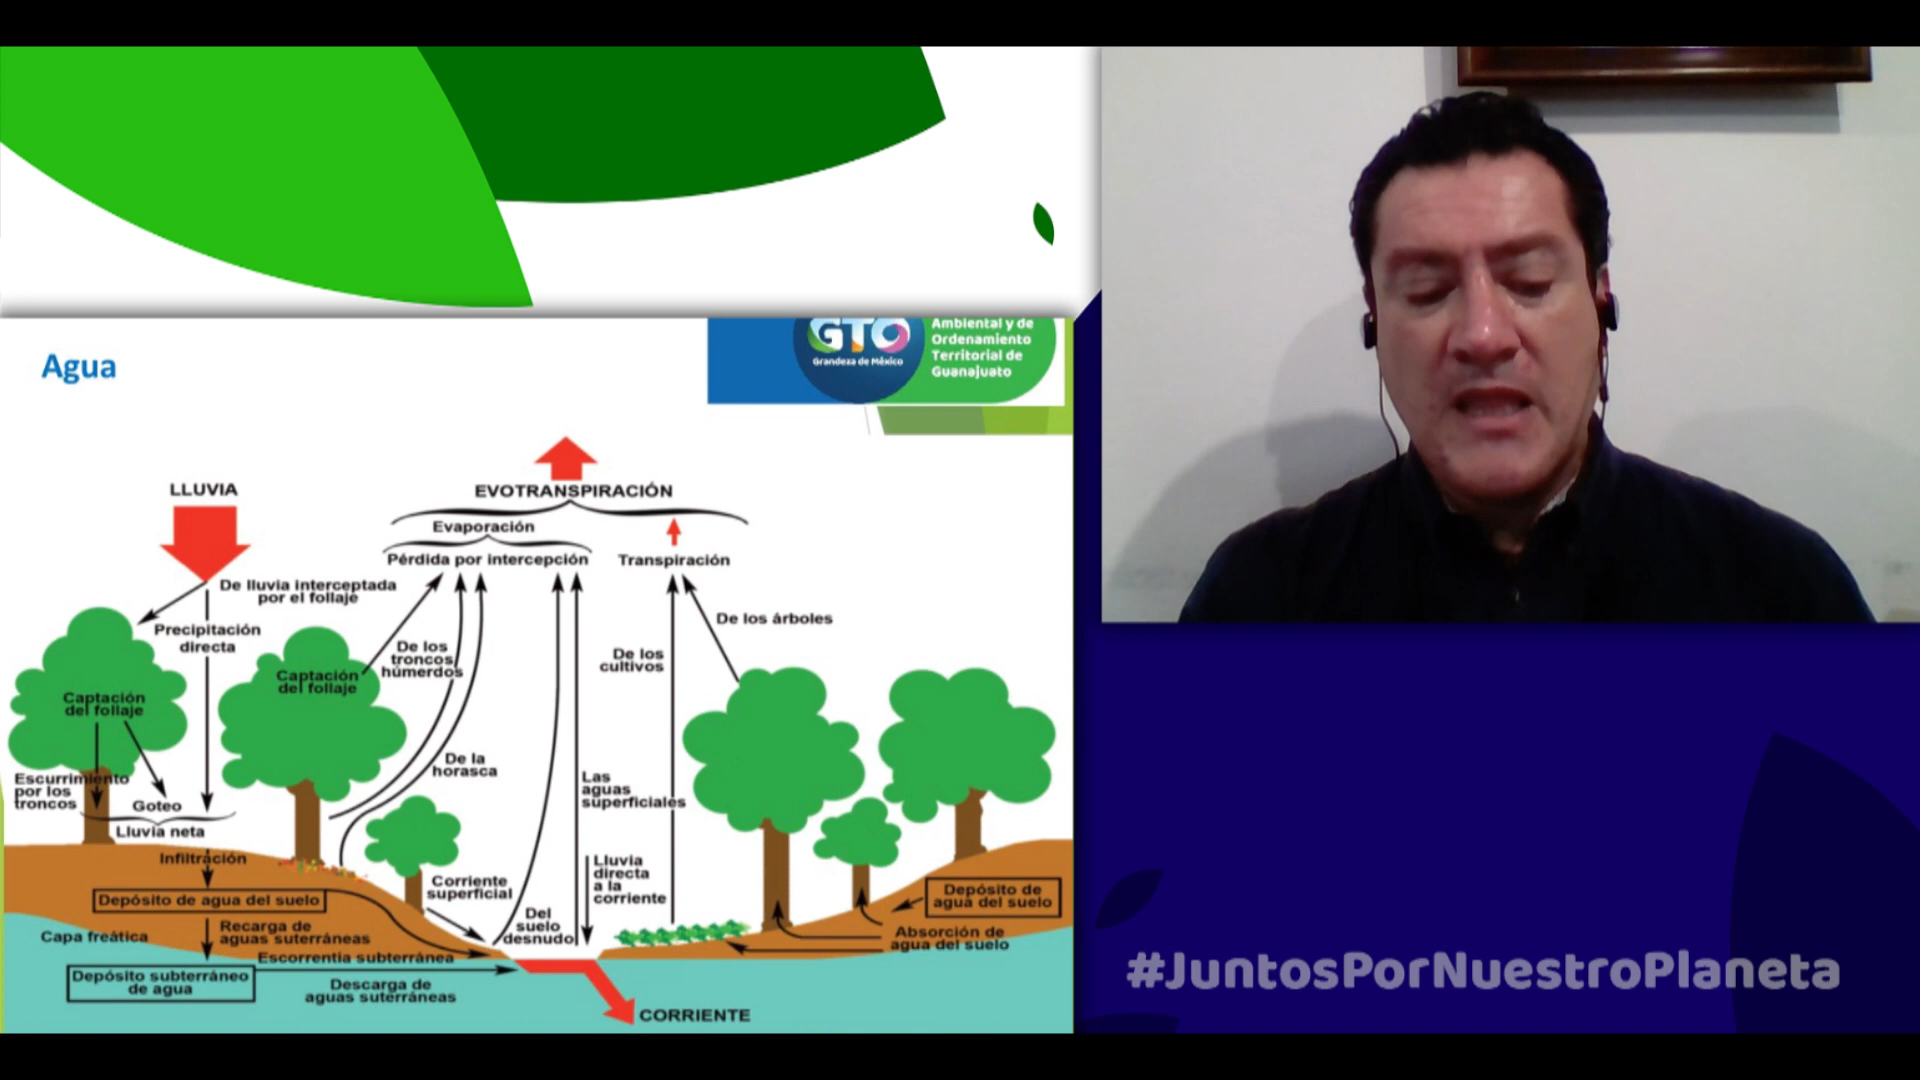 GTO
Grandeza de México
Ambiental y de
Ordenamiento
Territorial de
Guanajuato
Agua
LLUVIA
EVOTRANSPIRACIÓN
Evaporación
Pérdida por intercepción
Transpiración
De lluvia interceptada
por el follaje
Precipitación
directa
De los árboles
De los
troncos
húmerdos
De los
cultivos
Captación
del follaje
Captación
del follaje
De la
horasca
Las
aguas
superficiales
Escurrimiento
por los
troncos
Goteo
Lluvia neta
Infiltración
Lluvia
directa
a la
corriente
Corriente
superficial
Del
suelo
desnudo
Depósito de agua del suelo
Depósito de
agua del suelo
Recarga de
aguas suterráneas
Capa freática
Absorción de
agua del suelo
Escorrentia subterránea
Depósito subterráneo
de agua
Descarga de
aguas suterráneas
CORRIENTE
#JuntosPorNuestroPlaneta